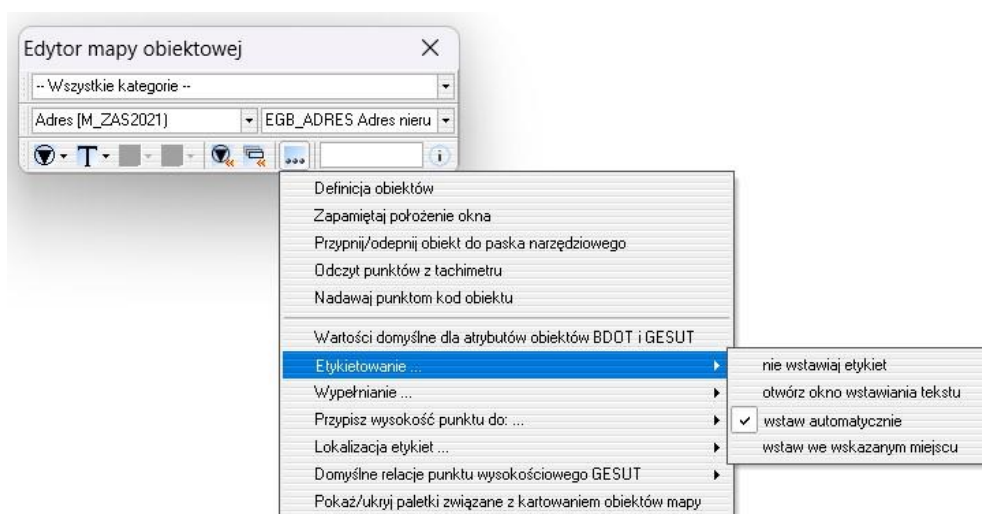 Edytor mapy obiektowej
-- Wszystkie kategorie --
Adres [M_ZAS2021) EGB_ADRES Adres nieru
T ... i
Definicja obiektów
Zapamiętaj położenie okna
Przypnij/odepnij obiekt do paska narzędziowego
Odczyt punktów z tachimetru
Nadawaj punktom kod obiektu
Wartości domyślne dla atrybutów obiektów BDOT i GESUT
Etykietowanie ...
nie wstawiaj etykiet
Wypełnianie ...
otwórz okno wstawiania tekstu
Przypisz wysokość punktu do: ...
wstaw automatycznie
Lokalizacja etykiet ...
wstaw we wskazanym miejscu
Domyślne relacje punktu wysokościowego GESUT
Pokaż/ukryj paletki związane z kartowaniem obiektów mapy